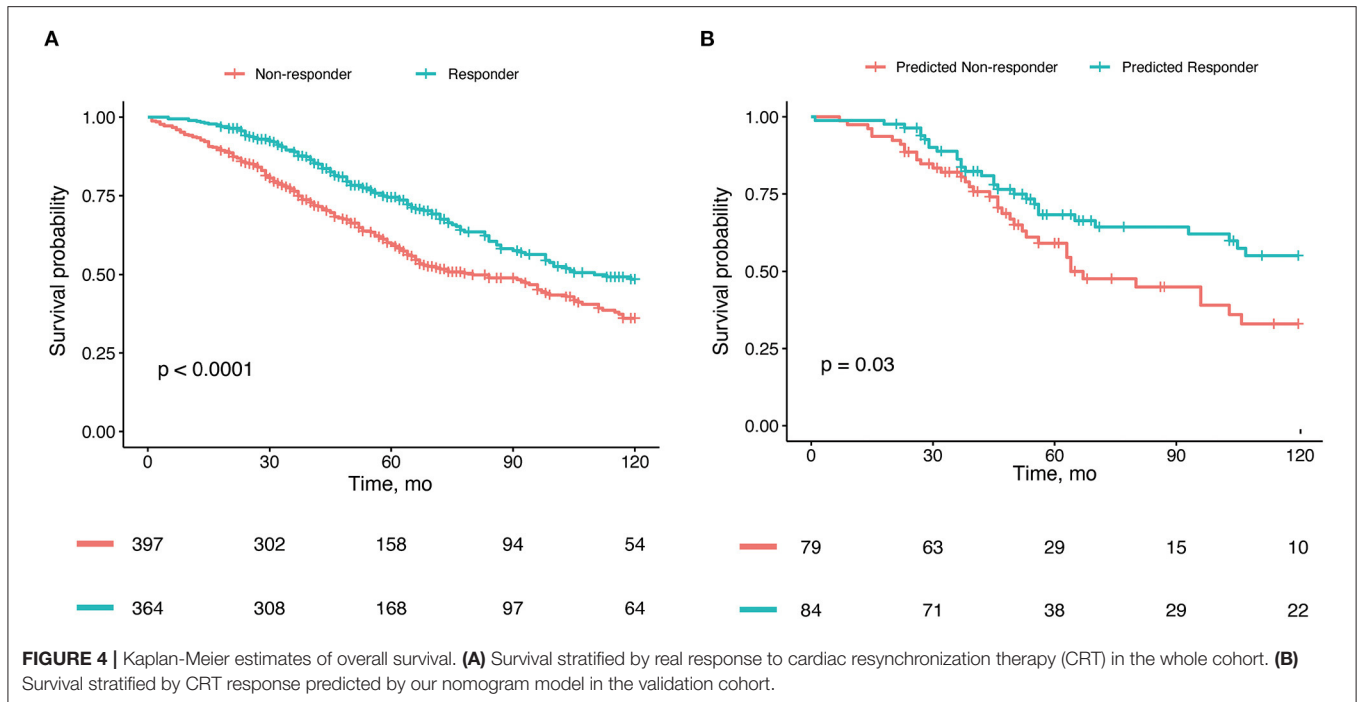 A
Non-responder Responder
1.00
0.75
0.50
0.25
0.00
Survival probability
p < 0.0001
0 30 60 90 120
Time, mo
397 302 158 94 54
364 308 168 97 64
B
Predicted Non-responder Predicted Responder
1.00
0.75
0.50
0.25
0.00
Survival probability
p = 0.03
0 30 60 90 120
Time, mo
79 63 29 15 10
84 71 38 29 22
FIGURE 4 | Kaplan-Meier estimates of overall survival. (A) Survival stratified by real response to cardiac resynchronization therapy (CRT) in the whole cohort. (B)
Survival stratified by CRT response predicted by our nomogram model in the validation cohort.